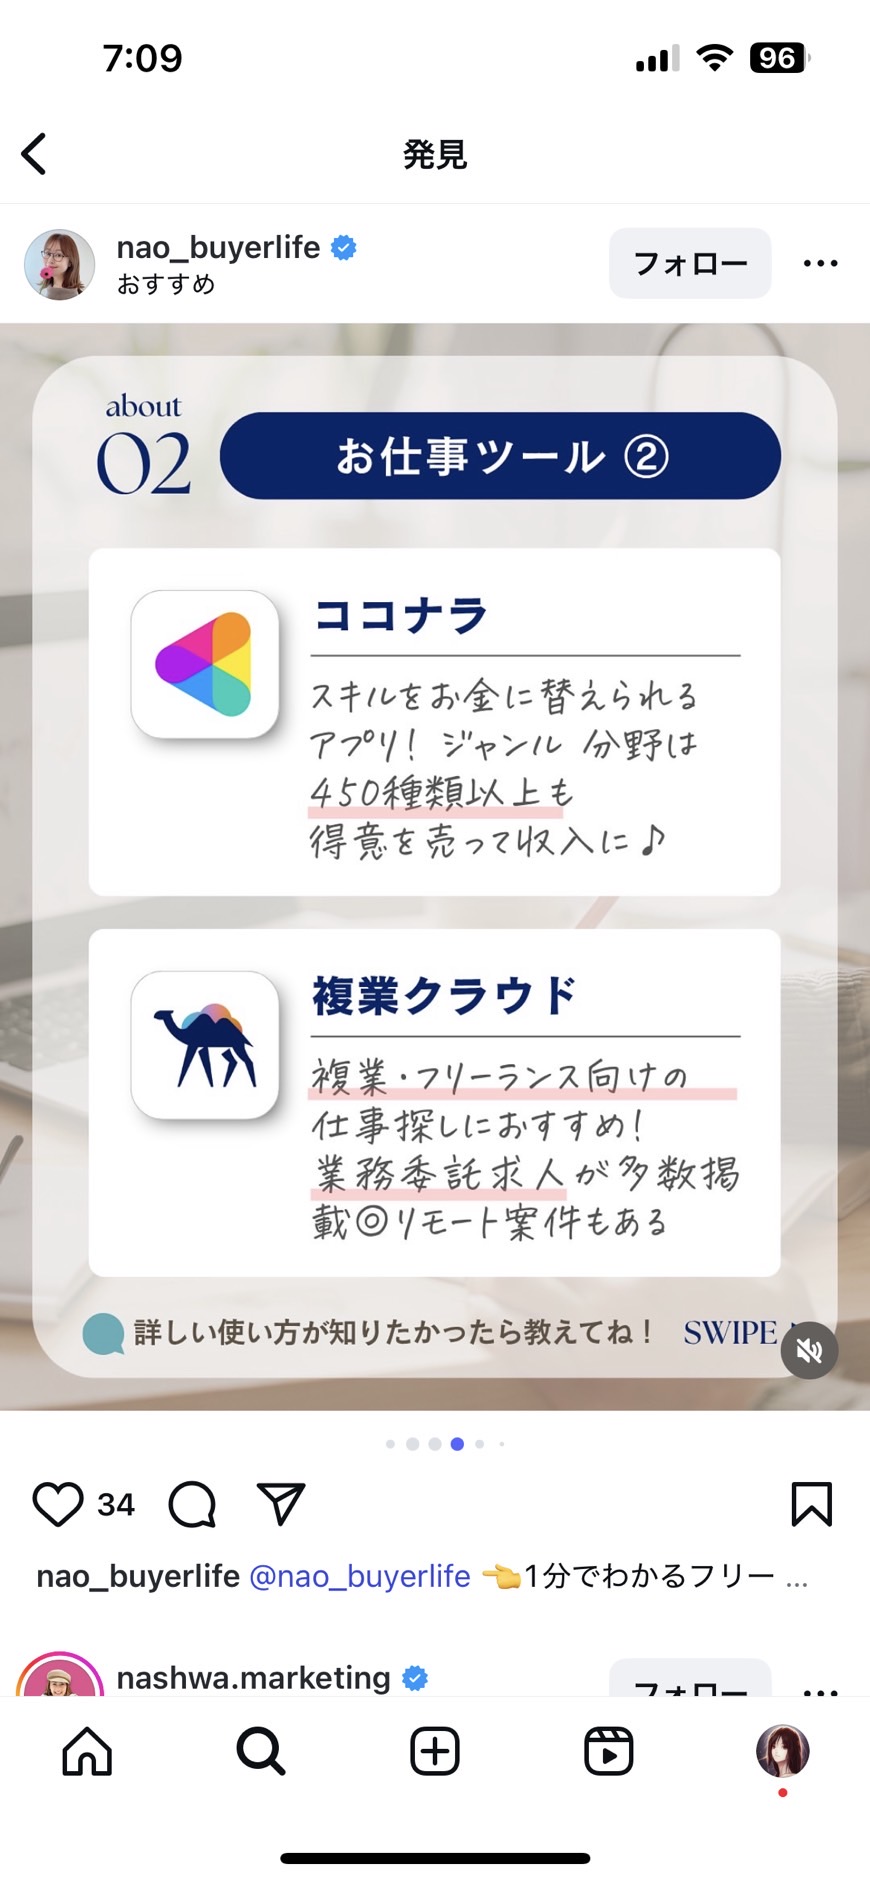 7:09
96
発見
nao_buyerlife
おすすめ
フォロー
about
02
お仕事ツール ②
ココナラ
スキルをお金に替えられる
アプリ! ジャンル 分野は
450種類以上も
得意を売って収入に♪
複業クラウド
複業・フリーランス向けの
仕事探しにおすすめ!
業務委託求人が多数掲
載◎リモート案件もある
詳しい使い方が知りたかったら教えてね！ SWIPE
34
nao_buyerlife @nao_buyerlife 👈1分でわかるフリー ...
nashwa.marketing
フォロー